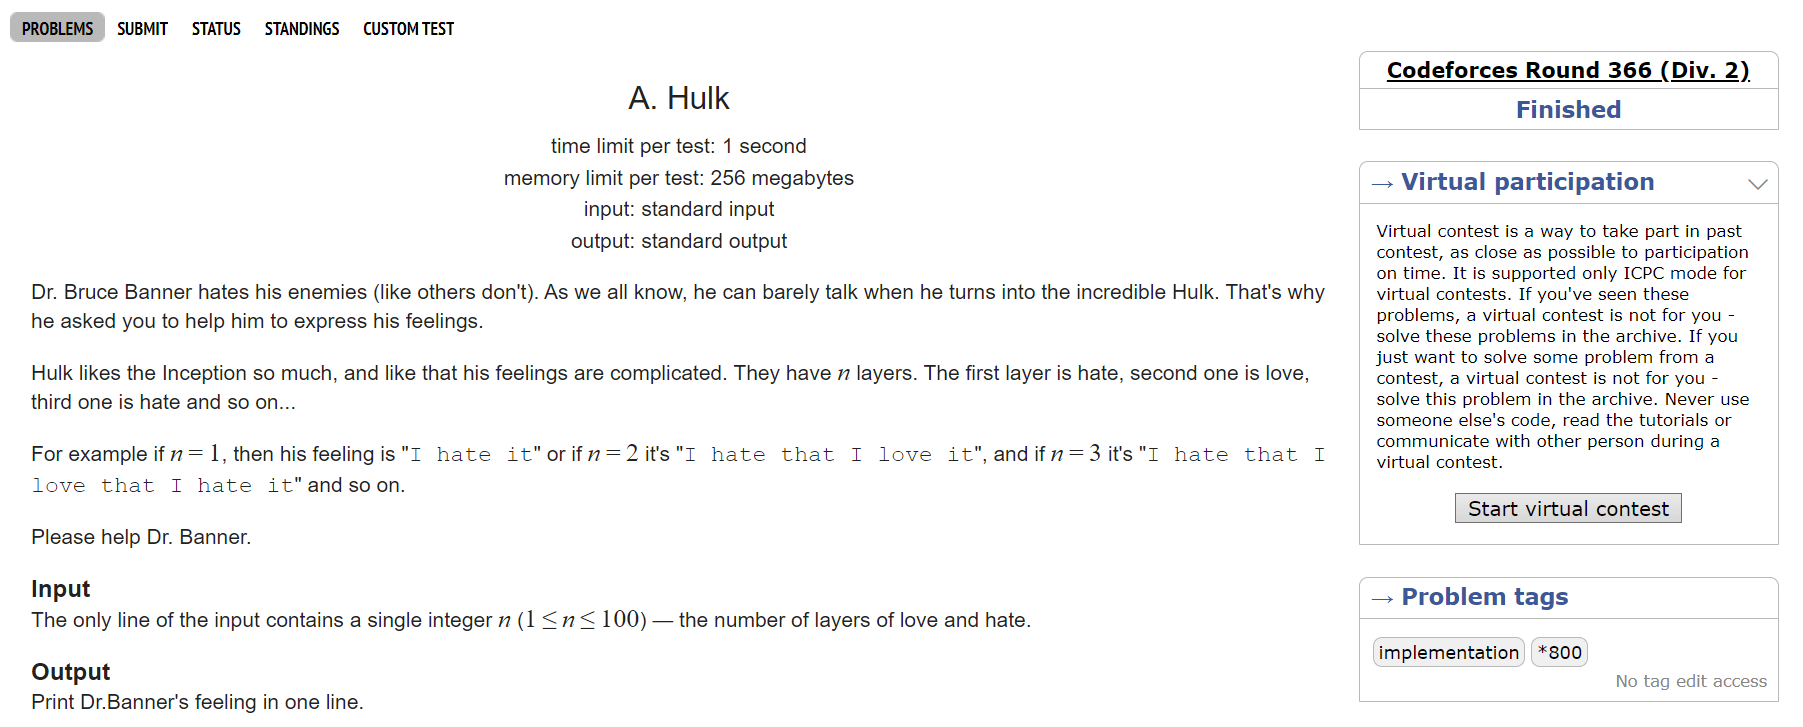 PROBLEMS SUBMIT STATUS STANDINGS CUSTOM TEST
A. Hulk
time limit per test: 1 second
memory limit per test: 256 megabytes
input: standard input
output: standard output
Dr. Bruce Banner hates his enemies (like others don't). As we all know, he can barely talk when he turns into the incredible Hulk. That's why
he asked you to help him to express his feelings.
Hulk likes the Inception so much, and like that his feelings are complicated. They have n layers. The first layer is hate, second one is love,
third one is hate and so on...
For example if n = 1, then his feeling is "I hate it" or if n = 2 it's "I hate that I love it", and if n = 3 it's "I hate that I
love that I hate it" and so on.
Please help Dr. Banner.
Input
The only line of the input contains a single integer n (1 ≤ n ≤ 100) — the number of layers of love and hate.
Output
Print Dr.Banner's feeling in one line.
Codeforces Round 366 (Div. 2)
Finished
→ Virtual participation
Virtual contest is a way to take part in past
contest, as close as possible to participation
on time. It is supported only ICPC mode for
virtual contests. If you've seen these
problems, a virtual contest is not for you -
solve these problems in the archive. If you
just want to solve some problem from a
contest, a virtual contest is not for you -
solve this problem in the archive. Never use
someone else's code, read the tutorials or
communicate with other person during a
virtual contest.
Start virtual contest
→ Problem tags
implementation *800
No tag edit access